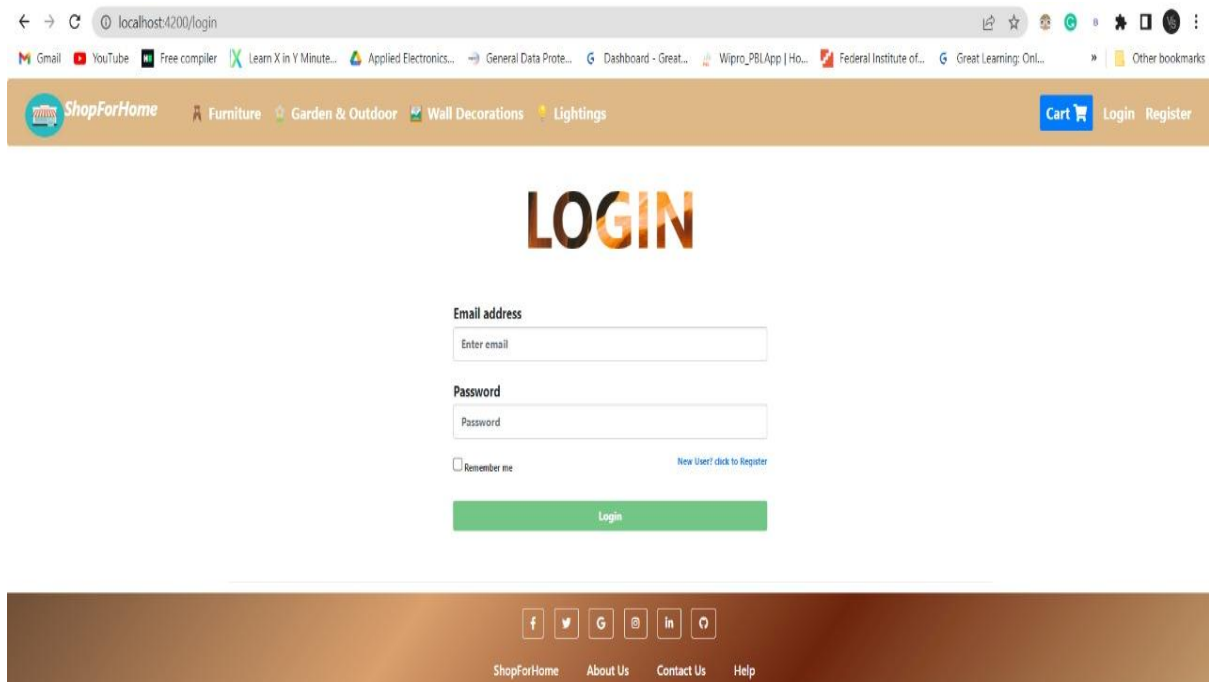 localhost:4200/login
Gmail YouTube Free compiler Learn X in Y Minute... Applied Electronics... General Data Prote... Dashboard - Great... Wipro_PBLApp | Ho... Federal Institute of... Great Learning: Onl... » Other bookmarks
ShopForHome Furniture Garden & Outdoor Wall Decorations Lightings Cart Login Register
LOGIN
Email address
Enter email
Password
Password
Remember me New User? click to Register
Login
ShopForHome About Us Contact Us Help